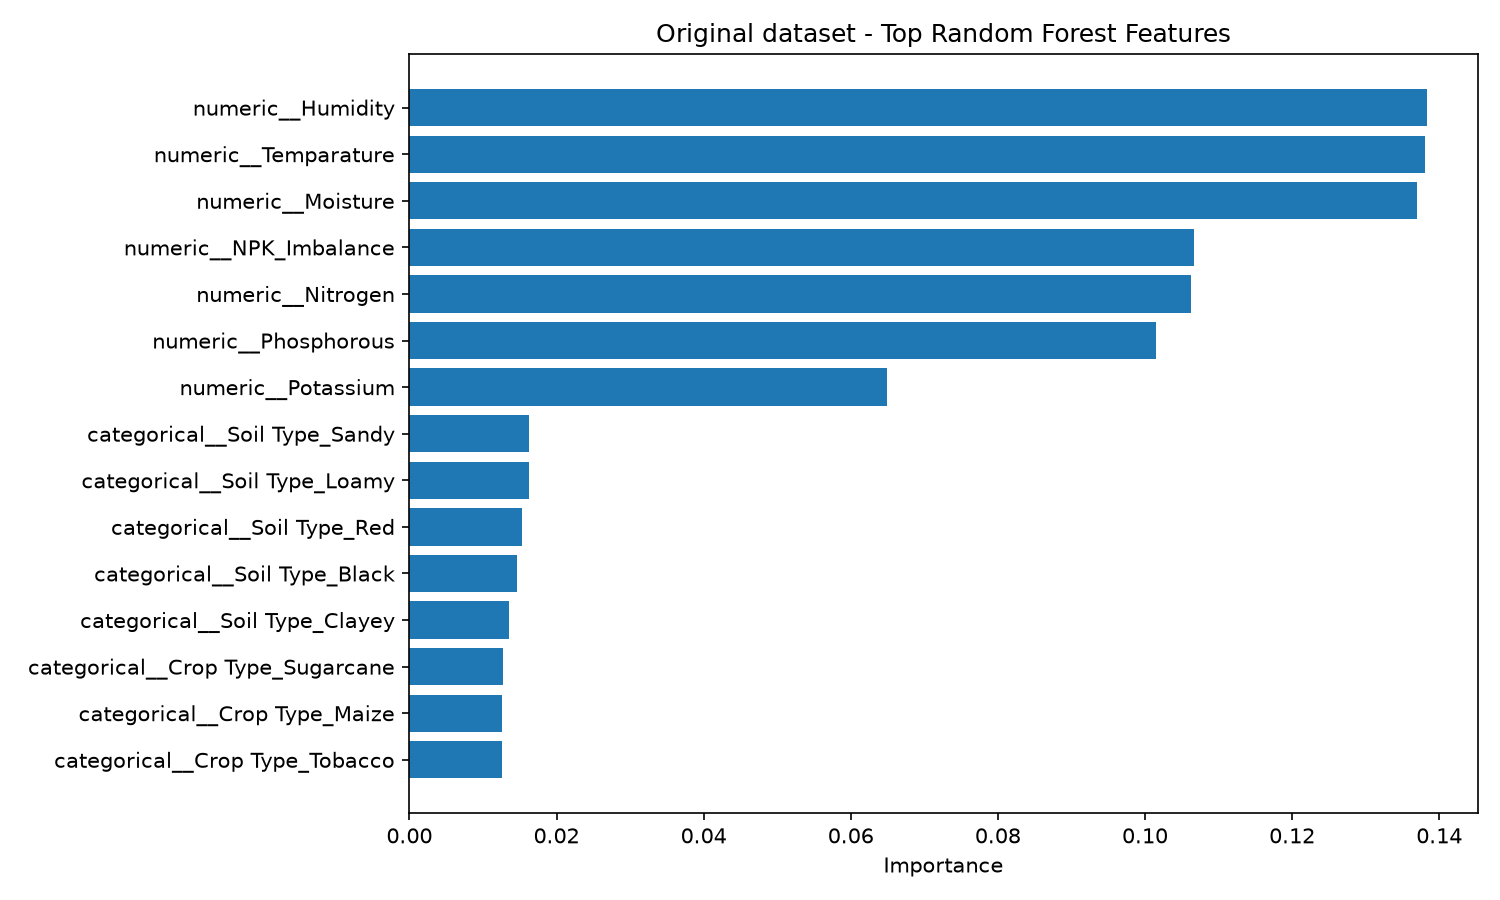 Original dataset - Top Random Forest Features
numeric__Humidity
numeric__Temparature
numeric__Moisture
numeric__NPK_Imbalance
numeric__Nitrogen
numeric__Phosphorous
numeric__Potassium
categorical__Soil Type_Sandy
categorical__Soil Type_Loamy
categorical__Soil Type_Red
categorical__Soil Type_Black
categorical__Soil Type_Clayey
categorical__Crop Type_Sugarcane
categorical__Crop Type_Maize
categorical__Crop Type_Tobacco
0.00 0.02 0.04 0.06 0.08 0.10 0.12 0.14
Importance